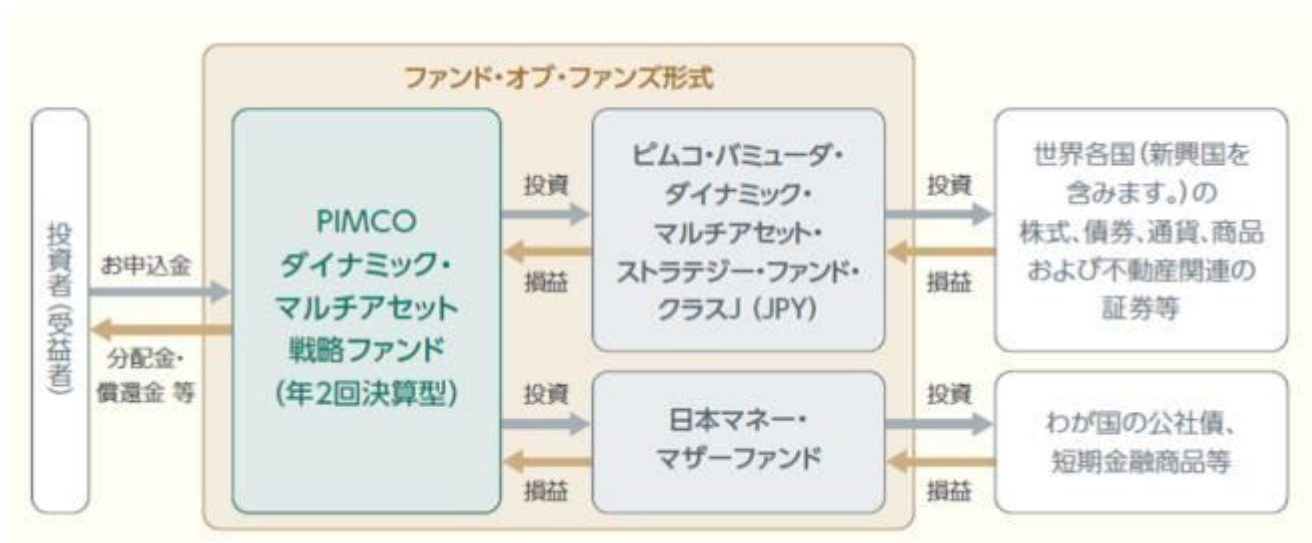 ファンド・オブ・ファンズ形式
投資者(受益者)
お申込金
分配金・
償還金 等
PIMCO
ダイナミック・
マルチアセット
戦略ファンド
(年2回決算型)
投資
損益
ピムコ・バミューダ・
ダイナミック・
マルチアセット・
ストラテジー・ファンド・
クラスJ (JPY)
投資
損益
世界各国(新興国を
含みます。)の
株式、債券、通貨、商品
および不動産関連の
証券等
投資
損益
日本マネー・
マザーファンド
投資
損益
わが国の公社債、
短期金融商品等